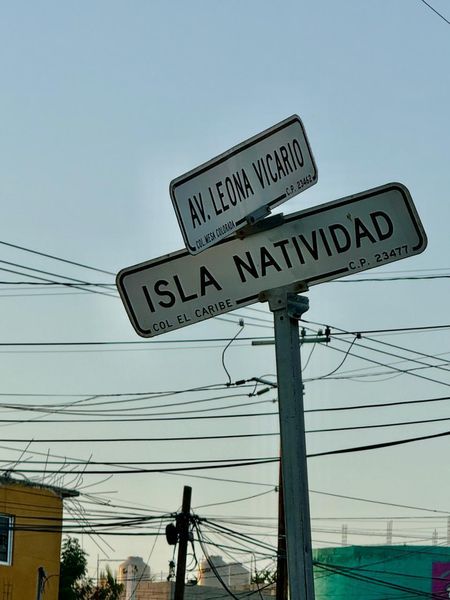 AV. LEONA VICARIO
COL. MESA COLORADA C.P. 23462
ISLA NATIVIDAD
COL EL CARIBE C.P. 23477